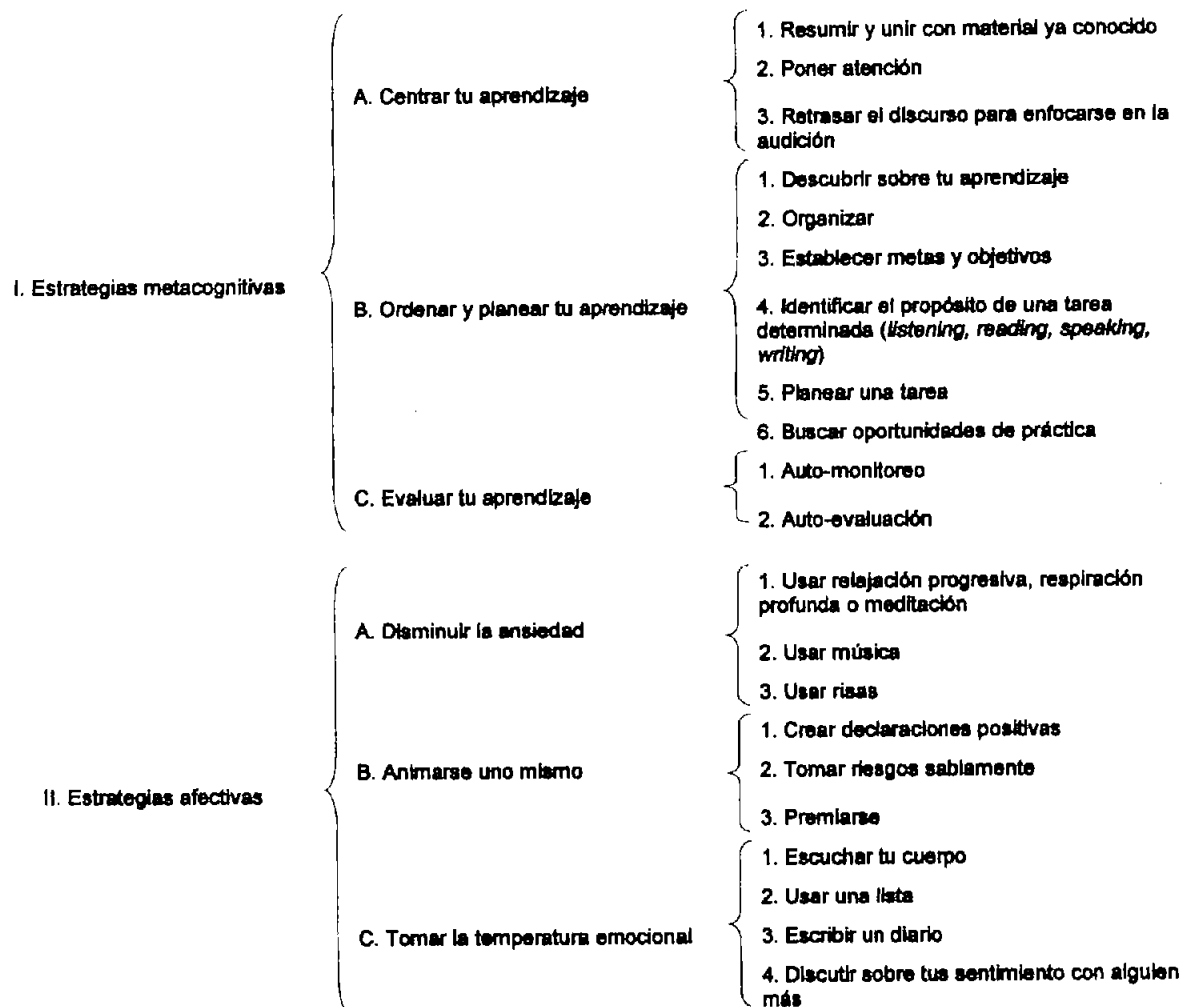 I. Estrategias metacognitivas
A. Centrar tu aprendizaje
1. Resumir y unir con material ya conocido
2. Poner atención
3. Retrasar el discurso para enfocarse en la
audición
B. Ordenar y planear tu aprendizaje
1. Descubrir sobre tu aprendizaje
2. Organizar
3. Establecer metas y objetivos
4. Identificar el propósito de una tarea
determinada (listening, reading, speaking,
writing)
5. Planear una tarea
6. Buscar oportunidades de práctica
C. Evaluar tu aprendizaje
1. Auto-monitoreo
2. Auto-evaluación
II. Estrategias afectivas
A. Disminuir la ansiedad
1. Usar relajación progresiva, respiración
profunda o meditación
2. Usar música
3. Usar risas
B. Animarse uno mismo
1. Crear declaraciones positivas
2. Tomar riesgos sabiamente
3. Premiarse
C. Tomar la temperatura emocional
1. Escuchar tu cuerpo
2. Usar una lista
3. Escribir un diario
4. Discutir sobre tus sentimiento con alguien
más